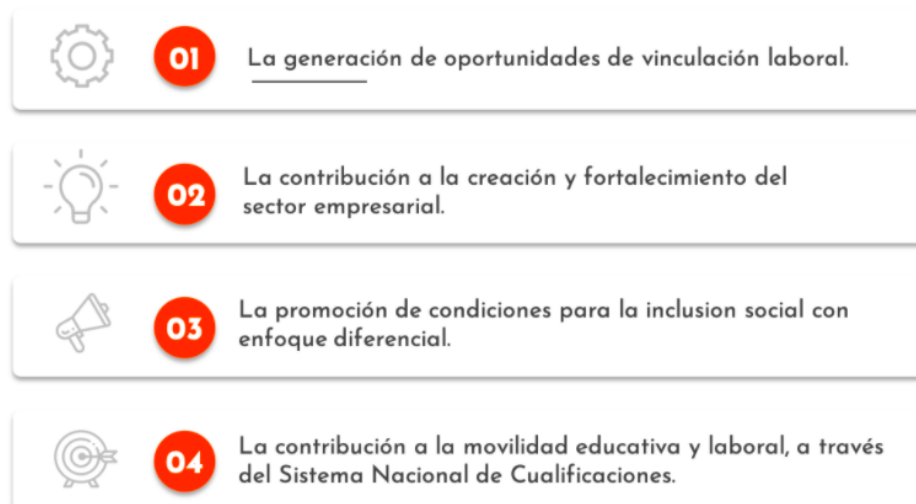 01
La generación de oportunidades de vinculación laboral.
02
La contribución a la creación y fortalecimiento del
sector empresarial.
03
La promoción de condiciones para la inclusion social con
enfoque diferencial.
04
La contribución a la movilidad educativa y laboral, a través
del Sistema Nacional de Cualificaciones.